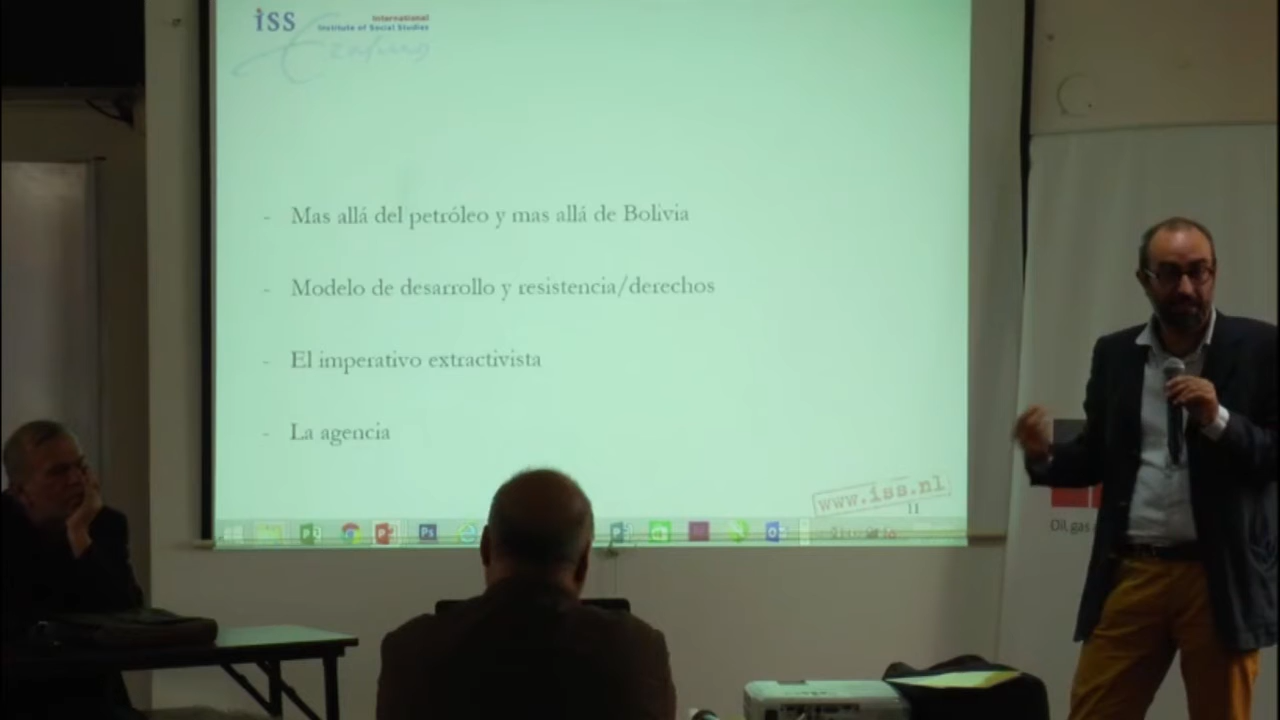 ISS
International
Institute of Social Studies
- Mas allá del petróleo y mas allá de Bolivia
- Modelo de desarrollo y resistencia/derechos
- El imperativo extractivista
- La agencia
www.iss.nl
11
Ps
Oil, gas